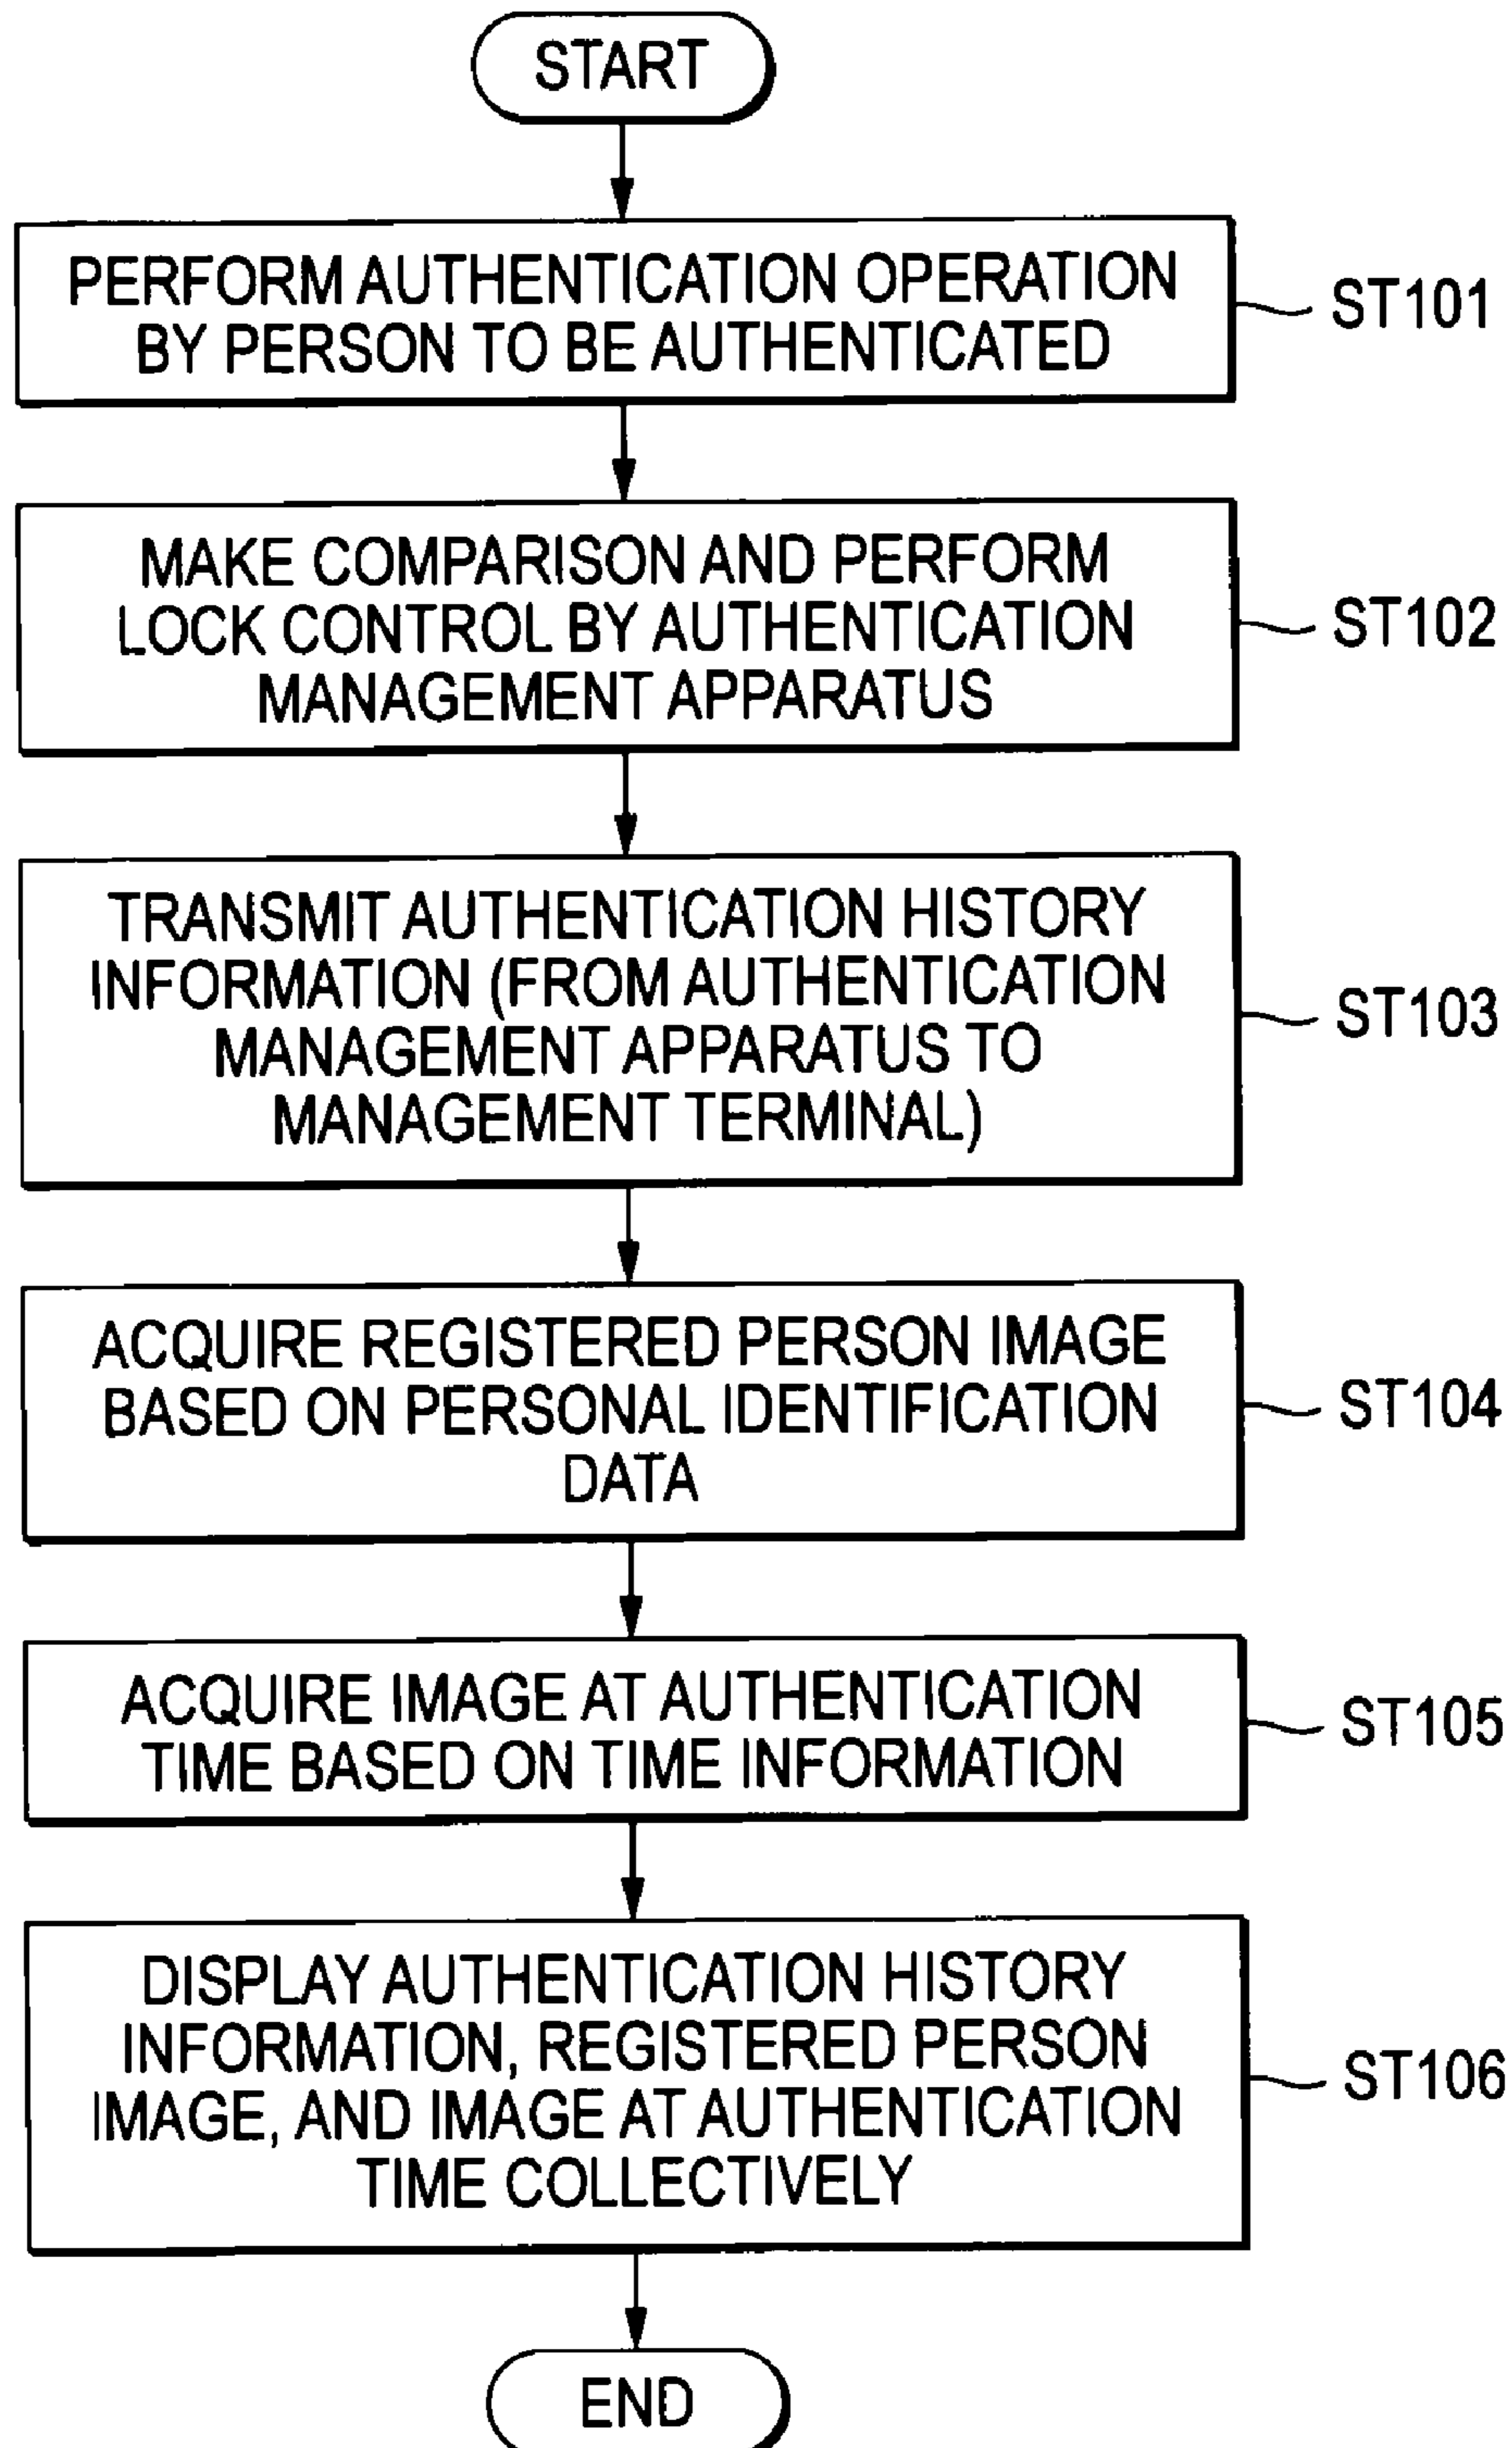 START
PERFORM AUTHENTICATION OPERATION
BY PERSON TO BE AUTHENTICATED
ST101
MAKE COMPARISON AND PERFORM
LOCK CONTROL BY AUTHENTICATION
MANAGEMENT APPARATUS
ST102
TRANSMIT AUTHENTICATION HISTORY
INFORMATION (FROM AUTHENTICATION
MANAGEMENT APPARATUS TO
MANAGEMENT TERMINAL)
ST103
ACQUIRE REGISTERED PERSON IMAGE
BASED ON PERSONAL IDENTIFICATION
DATA
ST104
ACQUIRE IMAGE AT AUTHENTICATION
TIME BASED ON TIME INFORMATION
ST105
DISPLAY AUTHENTICATION HISTORY
INFORMATION, REGISTERED PERSON
IMAGE, AND IMAGE AT AUTHENTICATION
TIME COLLECTIVELY
ST106
END